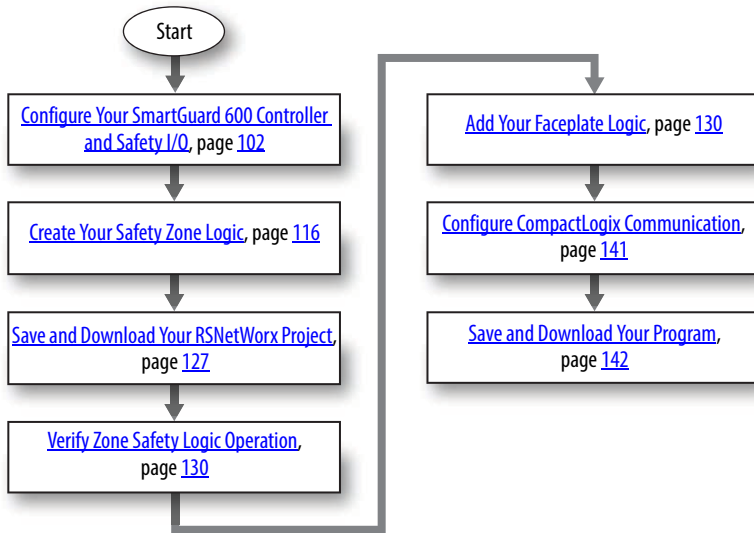 Start
Configure Your SmartGuard 600 Controller
and Safety I/O, page 102
Create Your Safety Zone Logic, page 116
Save and Download Your RSNetWorx Project,
page 127
Verify Zone Safety Logic Operation,
page 130
Add Your Faceplate Logic, page 130
Configure CompactLogix Communication,
page 141
Save and Download Your Program,
page 142